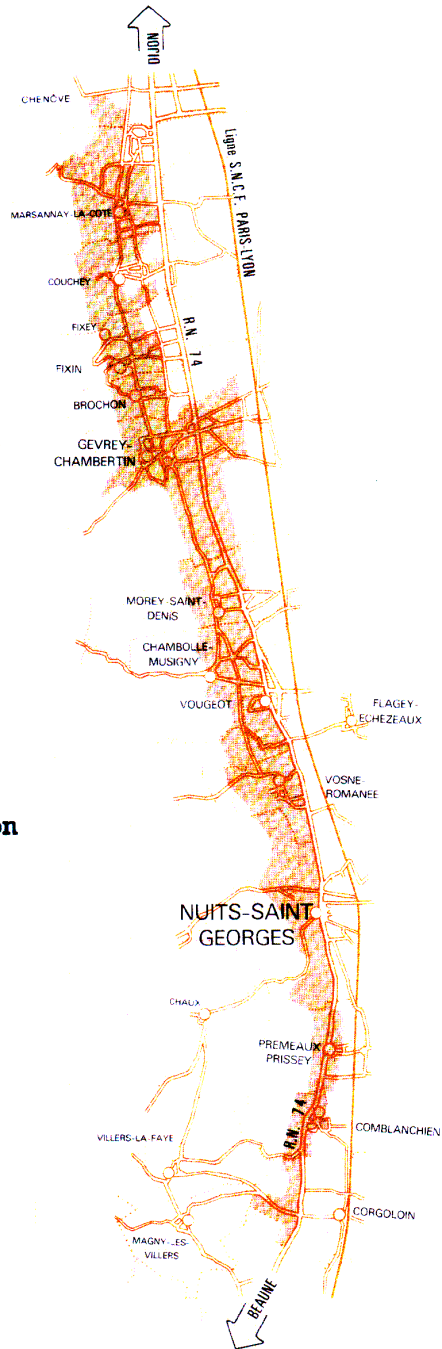 DIJON
CHENÔVE
Ligne S.N.C.F. PARIS-LYON
MARSANNAY-LA-COTE
COUCHEY
FIXEY
R.N. 74
FIXIN
BROCHON
GEVREY-
CHAMBERTIN
MOREY-SAINT-
DENIS
CHAMBOLLE-
MUSIGNY
VOUGEOT
FLAGEY-
ECHEZEAUX
VOSNE-
ROMANEE
on
NUITS-SAINT
GEORGES
CHAUX
PREMEAUX
PRISSEY
R.N. 74
COMBLANCHIEN
VILLERS-LA-FAYE
CORGOLOIN
MAGNY-LES-
VILLERS
BEAUNE